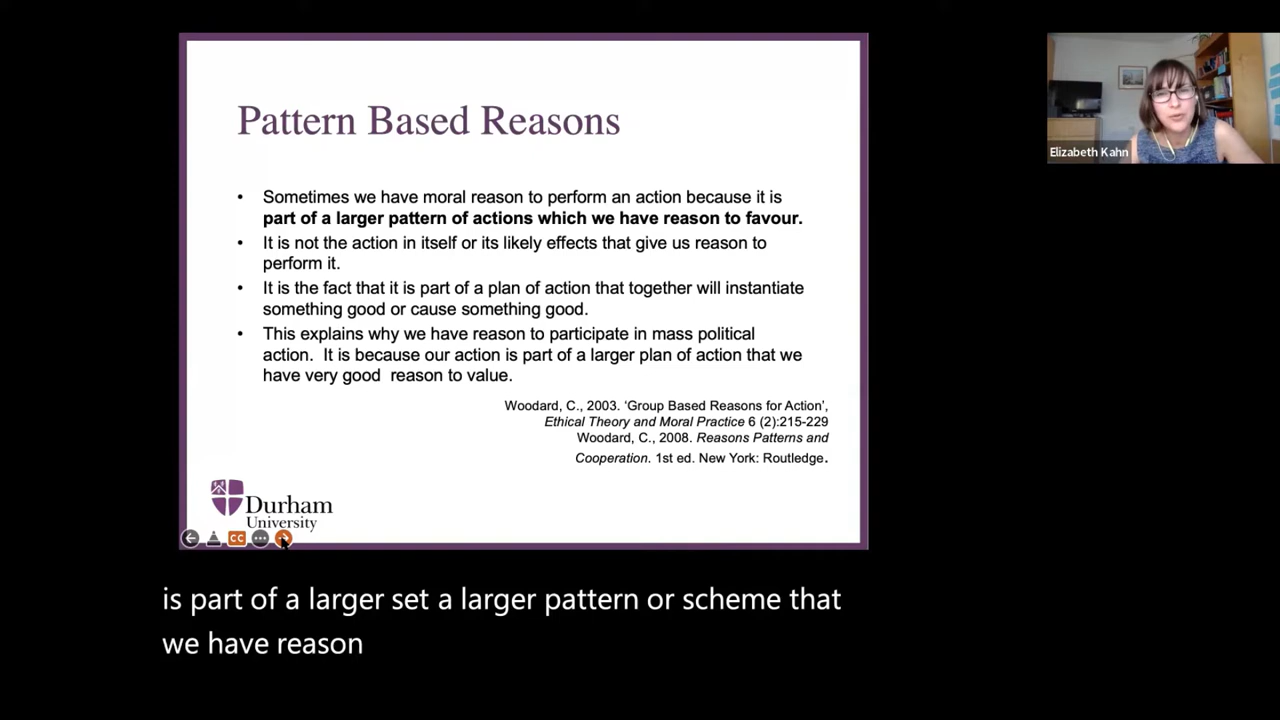 Pattern Based Reasons
• Sometimes we have moral reason to perform an action because it is
part of a larger pattern of actions which we have reason to favour.
• It is not the action in itself or its likely effects that give us reason to
perform it.
• It is the fact that it is part of a plan of action that together will instantiate
something good or cause something good.
• This explains why we have reason to participate in mass political
action. It is because our action is part of a larger plan of action that we
have very good reason to value.
Woodard, C., 2003. ‘Group Based Reasons for Action’,
Ethical Theory and Moral Practice 6 (2):215-229
Woodard, C., 2008. Reasons Patterns and
Cooperation. 1st ed. New York: Routledge.
Durham
University
CC
Elizabeth Kahn
is part of a larger set a larger pattern or scheme that
we have reason